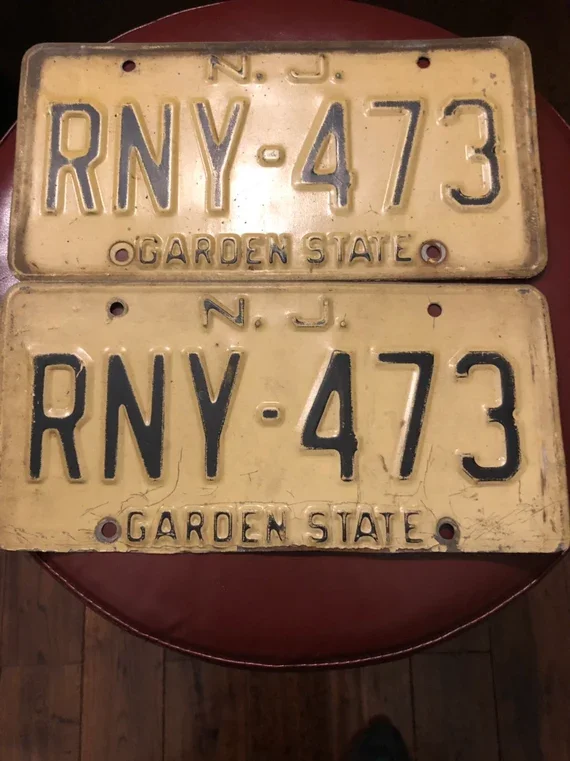 N. J.
RNY-473
GARDEN STATE
N. J.
RNY-473
GARDEN STATE